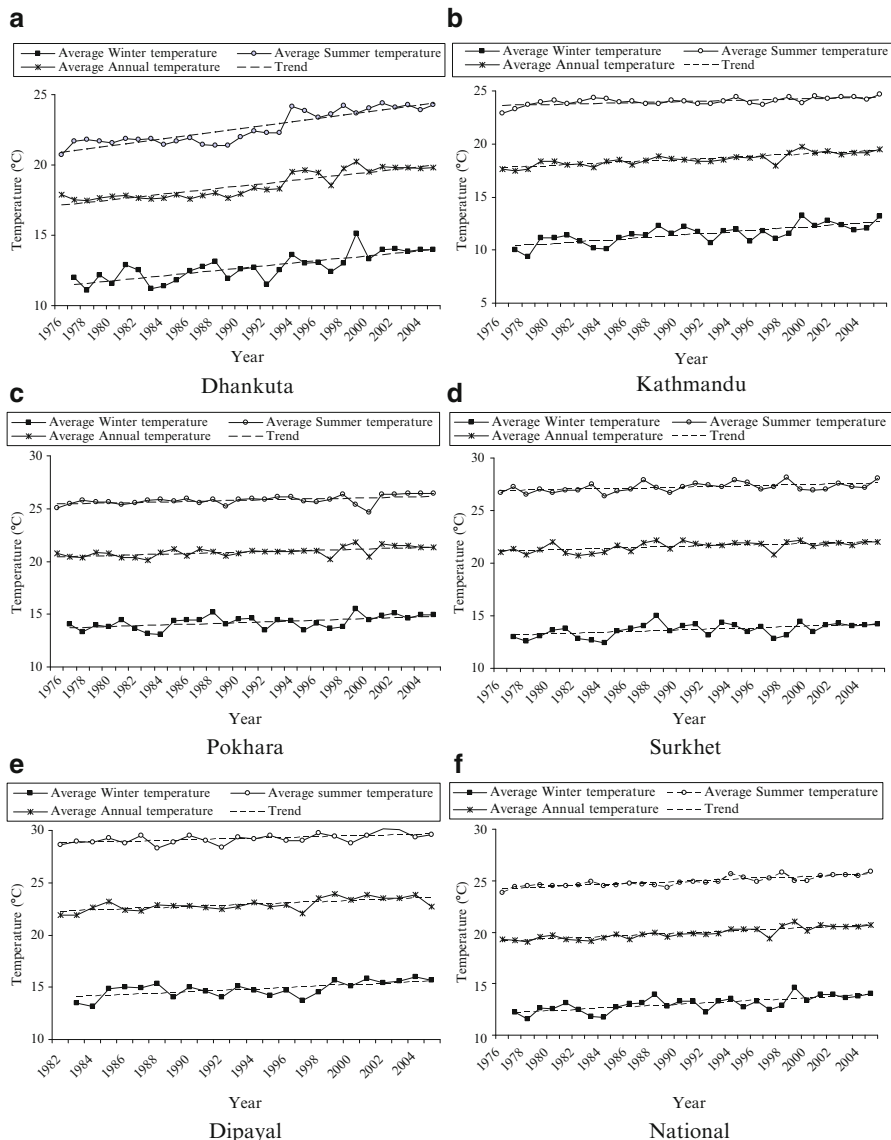 a
Average Winter temperature
Average Summer temperature
Average Annual temperature
Trend
25
20
15
10
Temperature (°C)
1976 1978 1980 1982 1984 1986 1988 1990 1992 1994 1996 1998 2000 2002 2004
Year
Dhankuta
b
Average Winter temperature
Average Summer temperature
Average Annual temperature
Trend
25
20
15
10
5
Temperature (°C)
1976 1978 1980 1982 1984 1986 1988 1990 1992 1994 1996 1998 2000 2002 2004
Year
Kathmandu
c
Average Winter temperature
Average Summer temperature
Average Annual temperature
Trend
30
25
20
15
10
Temperature (°C)
1976 1978 1980 1982 1984 1986 1988 1990 1992 1994 1996 1998 2000 2002 2004
Year
Pokhara
d
Average Winter temperature
Average Summer temperature
Average Annual temperature
Trend
30
25
20
15
10
Temperature (°C)
1976 1978 1980 1982 1984 1986 1988 1990 1992 1994 1996 1998 2000 2002 2004
Year
Surkhet
e
Average Winter temperature
Average summer temperature
Average Annual temperature
Trend
30
25
20
15
10
Temperature (°C)
1982 1984 1986 1988 1990 1992 1994 1996 1998 2000 2002 2004
Year
Dipayal
f
Average Winter temperature
Average Summer temperature
Average Annual temperature
Trend
30
25
20
15
10
Temperature (°C)
1976 1978 1980 1982 1984 1986 1988 1990 1992 1994 1996 1998 2000 2002 2004
Year
National